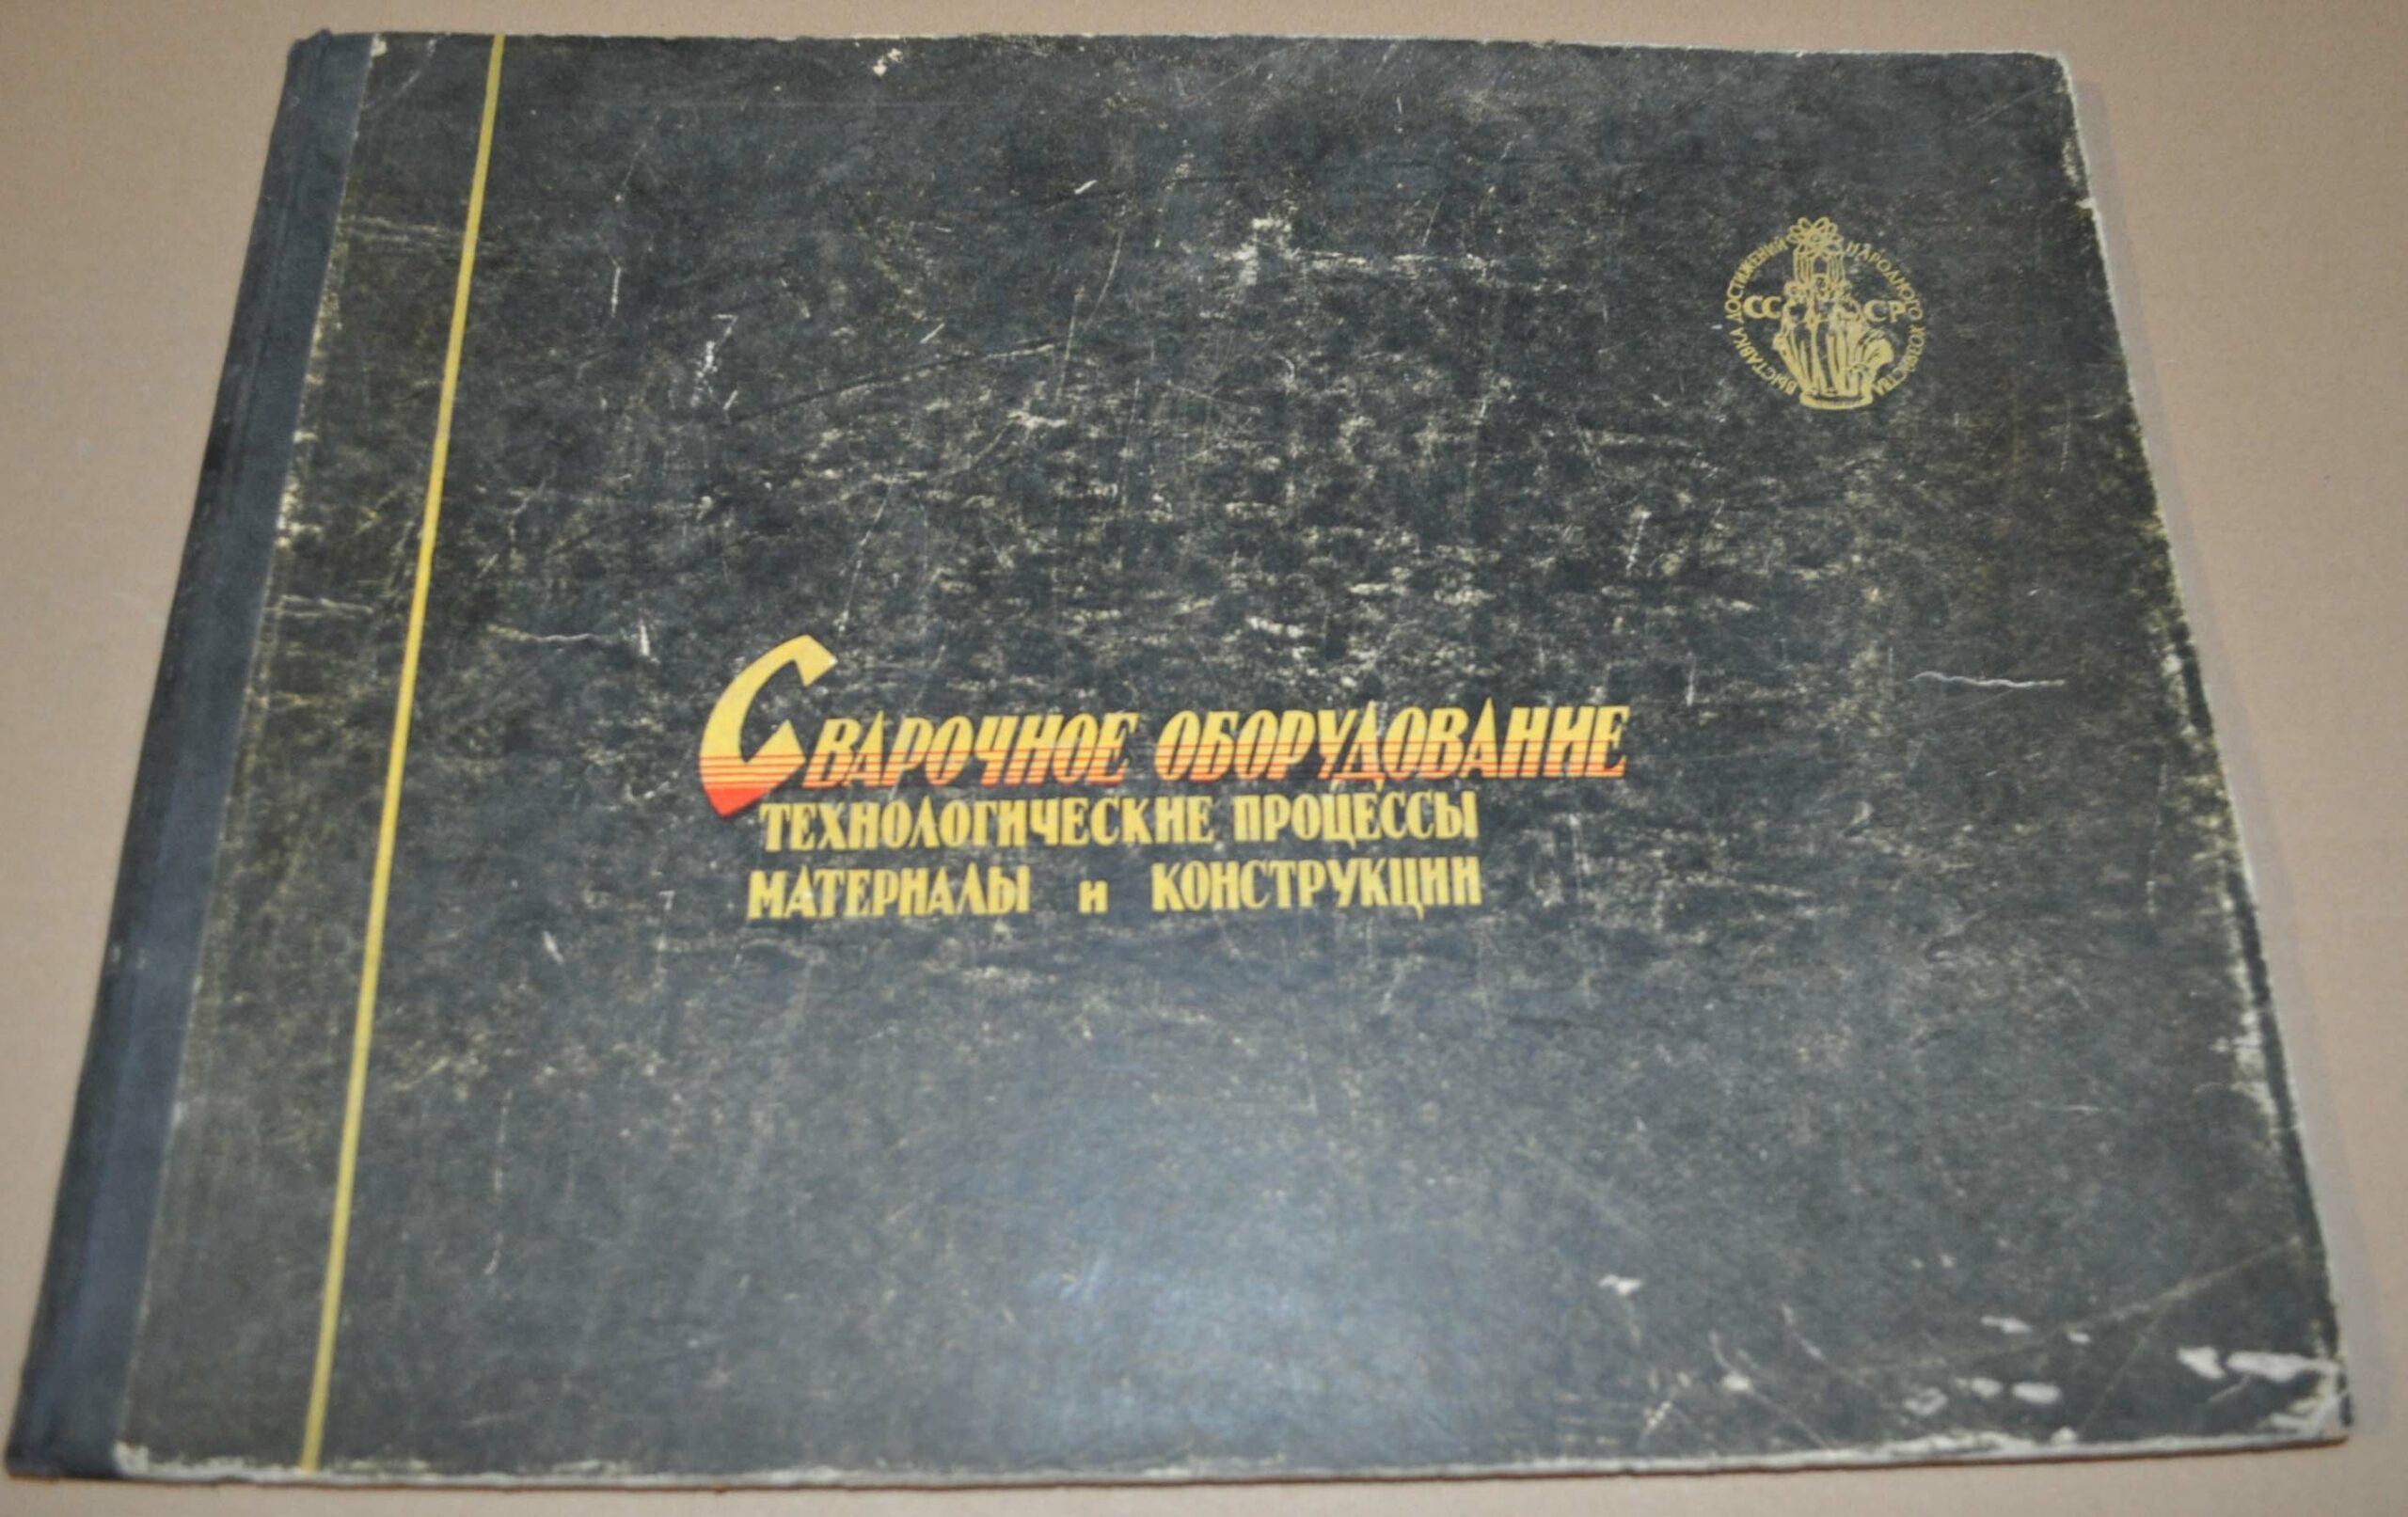 ВЫСТАВКА ДОСТИЖЕНИЙ НАРОДНОГО ХОЗЯЙСТВА
СССР
СВАРОЧНОЕ ОБОРУДОВАНИЕ
ТЕХНОЛОГИЧЕСКИЕ ПРОЦЕССЫ
МАТЕРИАЛЫ и КОНСТРУКЦИИ